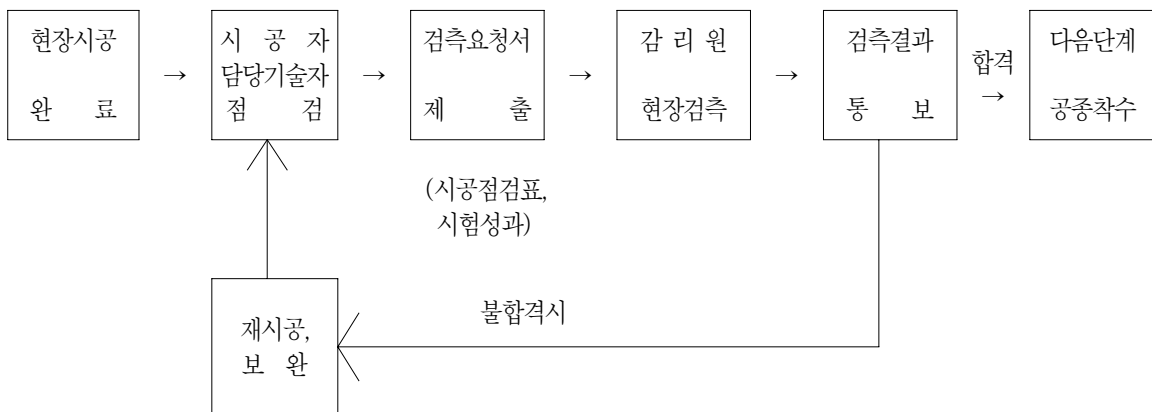 현장시공
완 료
→
시 공 자
담당기술자
점 검
→
검측요청서
제 출
→
감 리 원
현장검측
→
검측결과
통 보
합격
→
다음단계
공종착수
(시공점검표,
시험성과)
불합격시
재시공,
보 완